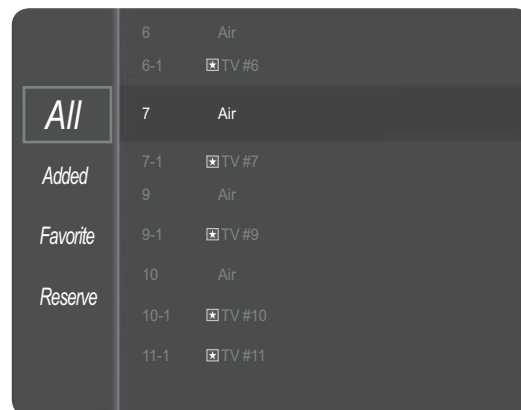 All
Added
Favorite
Reserve
6 Air
6-1 ★TV #6
7 Air
7-1 ★TV #7
9 Air
9-1 ★TV #9
10 Air
10-1 ★TV #10
11-1 ★TV #11